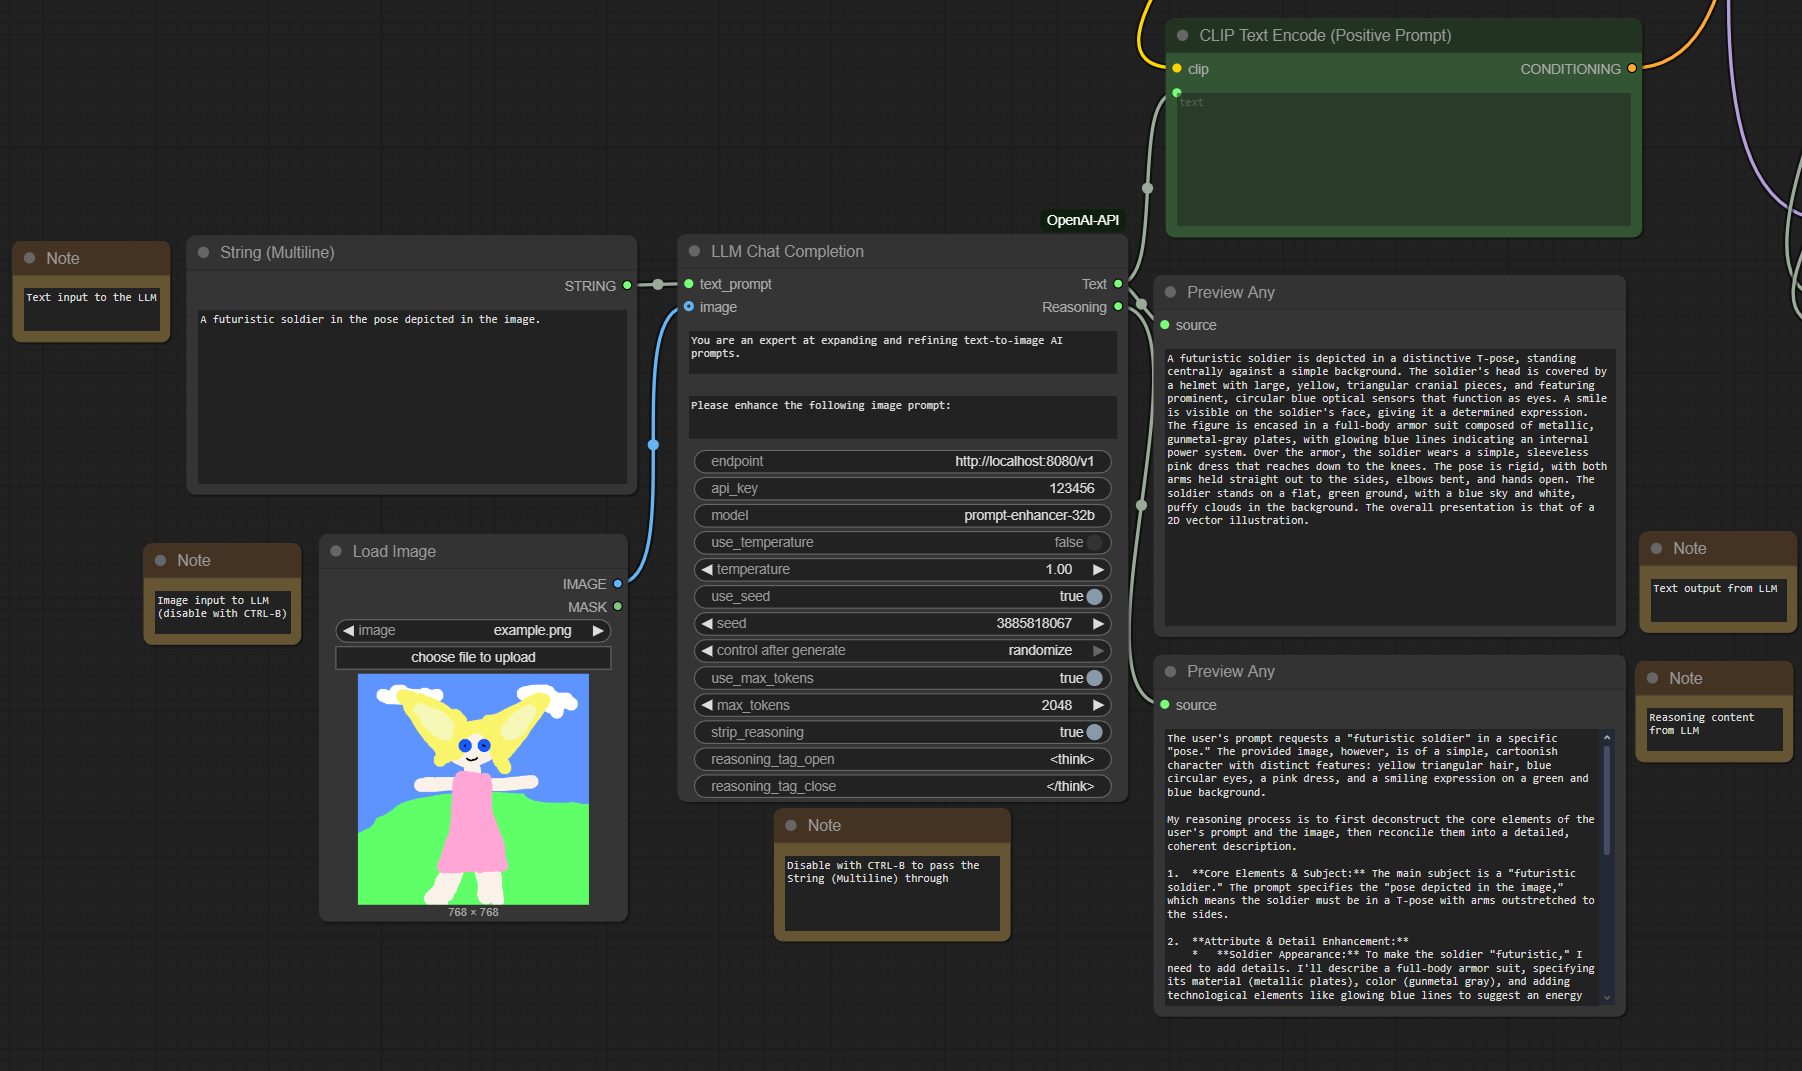 CLIP Text Encode (Positive Prompt)
clip
CONDITIONING
text
OpenAI-API
Note
Text input to the LLM
String (Multiline)
STRING
A futuristic soldier in the pose depicted in the image.
LLM Chat Completion
text_prompt
Text
image
Reasoning
You are an expert at expanding and refining text-to-image AI
prompts.
Please enhance the following image prompt:
endpoint
http://localhost:8080/v1
api_key
123456
model
prompt-enhancer-32b
use_temperature
false
temperature
1.00
use_seed
true
seed
3885818067
control after generate
randomize
use_max_tokens
true
max_tokens
2048
strip_reasoning
true
reasoning_tag_open
<think>
reasoning_tag_close
</think>
Note
Disable with CTRL-B to pass the
String (Multiline) through
Note
Image input to LLM
(disable with CTRL-B)
Load Image
IMAGE
MASK
image
example.png
choose file to upload
768 × 768
Preview Any
source
A futuristic soldier is depicted in a distinctive T-pose, standing
centrally against a simple background. The soldier's head is covered by
a helmet with large, yellow, triangular cranial pieces, and featuring
prominent, circular blue optical sensors that function as eyes. A smile
is visible on the soldier's face, giving it a determined expression.
The figure is encased in a full-body armor suit composed of metallic,
gunmetal-gray plates, with glowing blue lines indicating an internal
power system. Over the armor, the soldier wears a simple, sleeveless
pink dress that reaches down to the knees. The pose is rigid, with both
arms held straight out to the sides, elbows bent, and hands open. The
soldier stands on a flat, green ground, with a blue sky and white,
puffy clouds in the background. The overall presentation is that of a
2D vector illustration.
Note
Text output from LLM
Preview Any
source
The user's prompt requests a "futuristic soldier" in a specific
"pose." The provided image, however, is of a simple, cartoonish
character with distinct features: yellow triangular hair, blue
circular eyes, a pink dress, and a smiling expression on a green and
blue background.
My reasoning process is to first deconstruct the core elements of the
user's prompt and the image, then reconcile them into a detailed,
coherent description.
1.  **Core Elements & Subject:** The main subject is a "futuristic
soldier." The prompt specifies the "pose depicted in the image,"
which means the soldier must be in a T-pose with arms outstretched to
the sides.
2.  **Attribute & Detail Enhancement:**
*   **Soldier Appearance:** To make the soldier "futuristic," I
need to add details. I'll describe a full-body armor suit, specifying
its material (metallic plates), color (gunmetal gray), and adding
technological elements like glowing blue lines to suggest an energy
Note
Reasoning content
from LLM